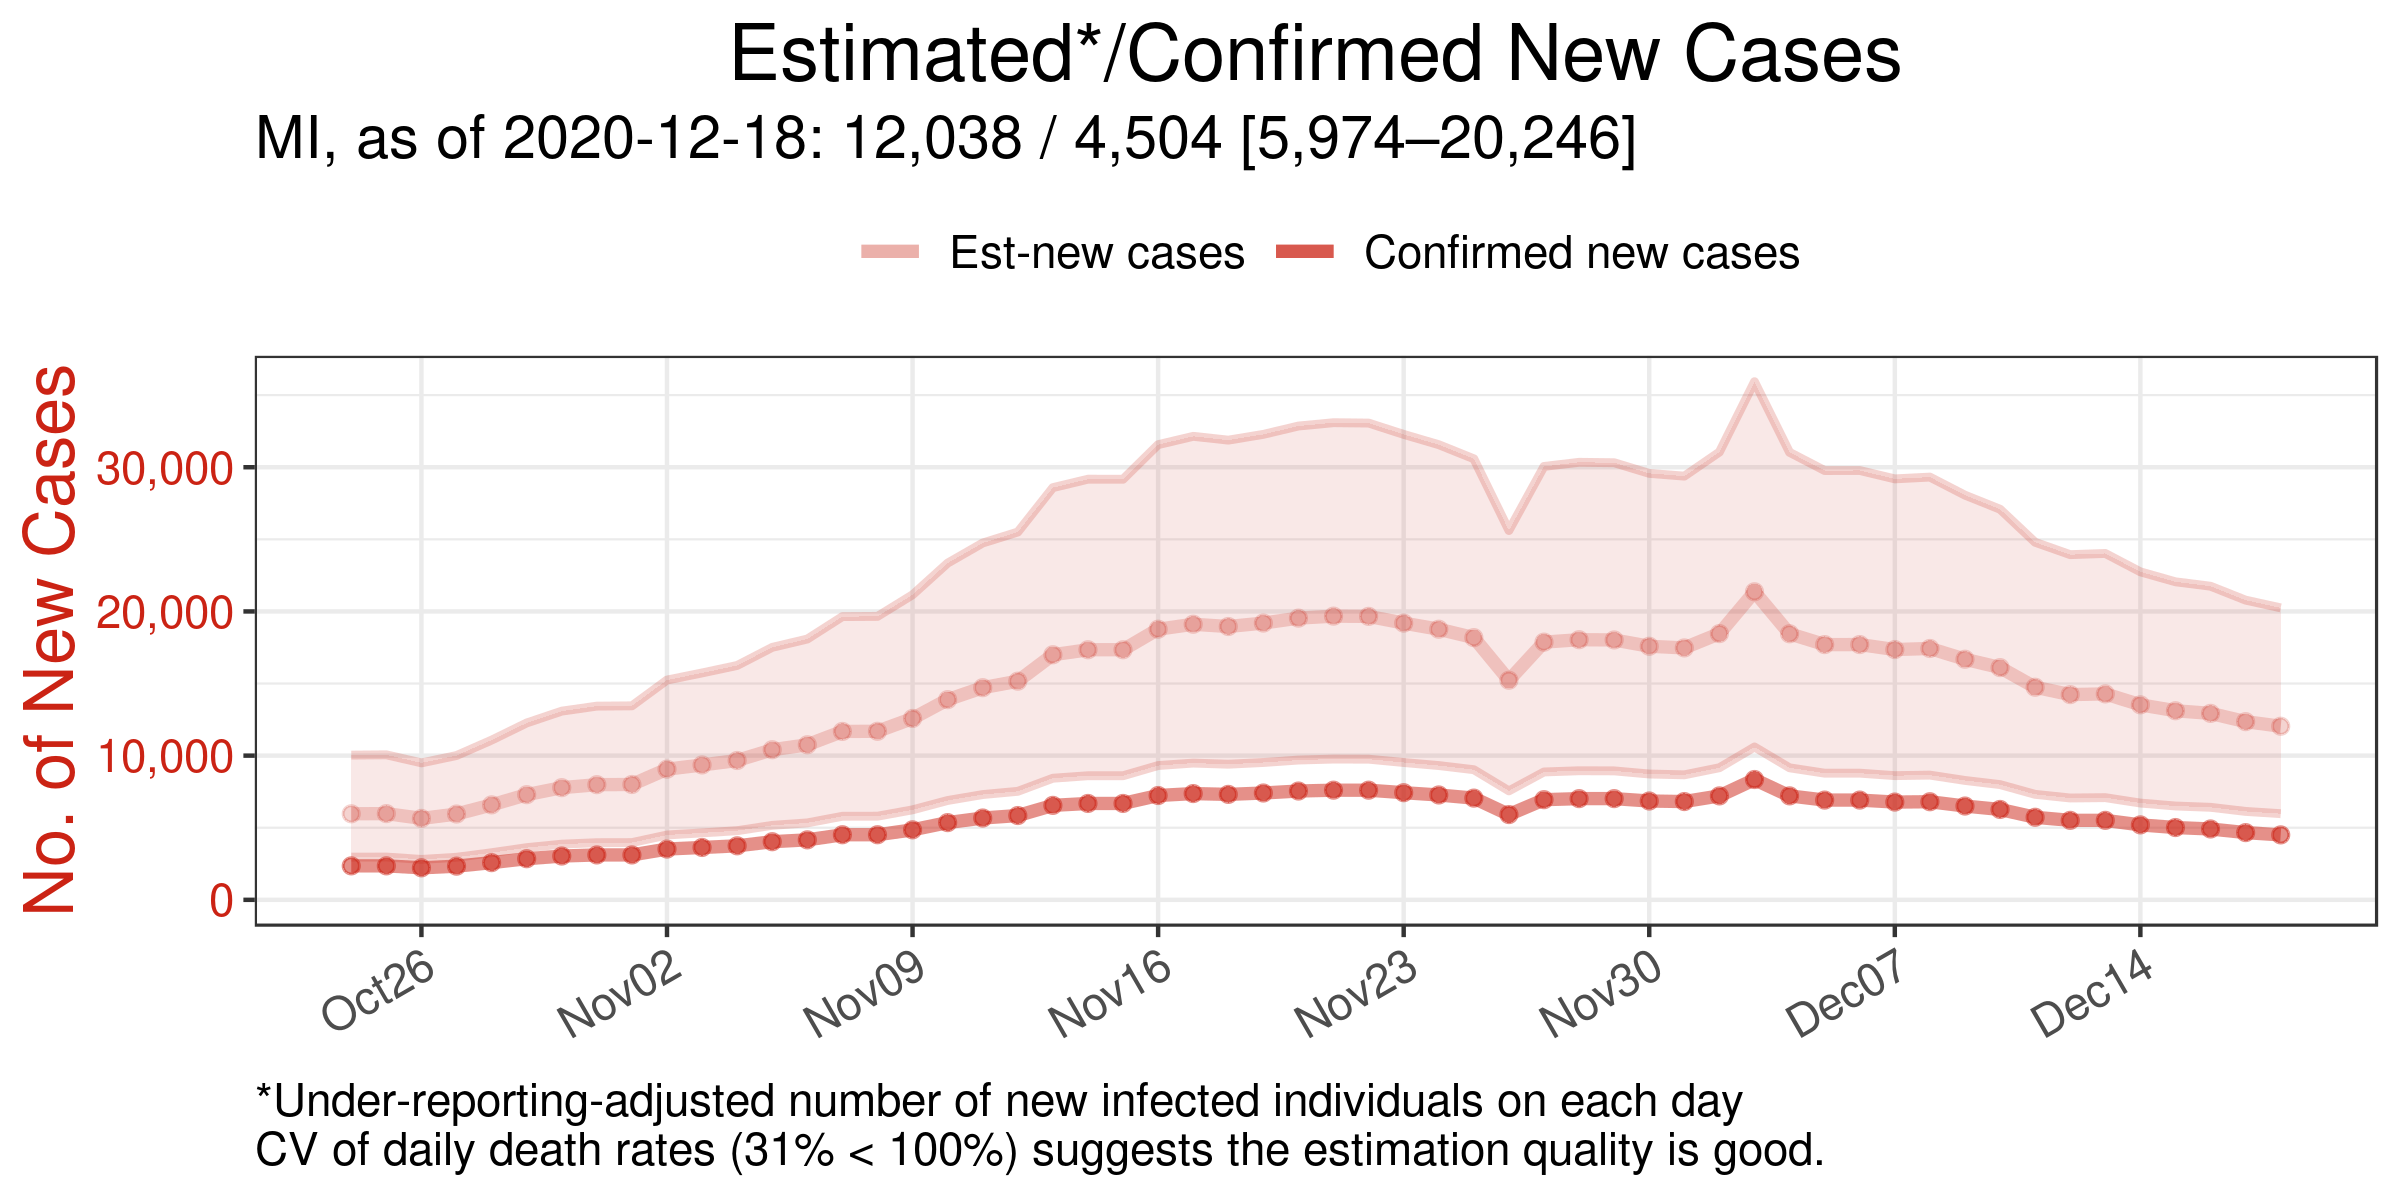 Estimated*/Confirmed New Cases
MI, as of 2020-12-18: 12,038 / 4,504 [5,974–20,246]
Est-new cases
Confirmed new cases
No. of New Cases
30,000
20,000
10,000
0
Oct26
Nov02
Nov09
Nov16
Nov23
Nov30
Dec07
Dec14
*Under-reporting-adjusted number of new infected individuals on each day
CV of daily death rates (31% < 100%) suggests the estimation quality is good.